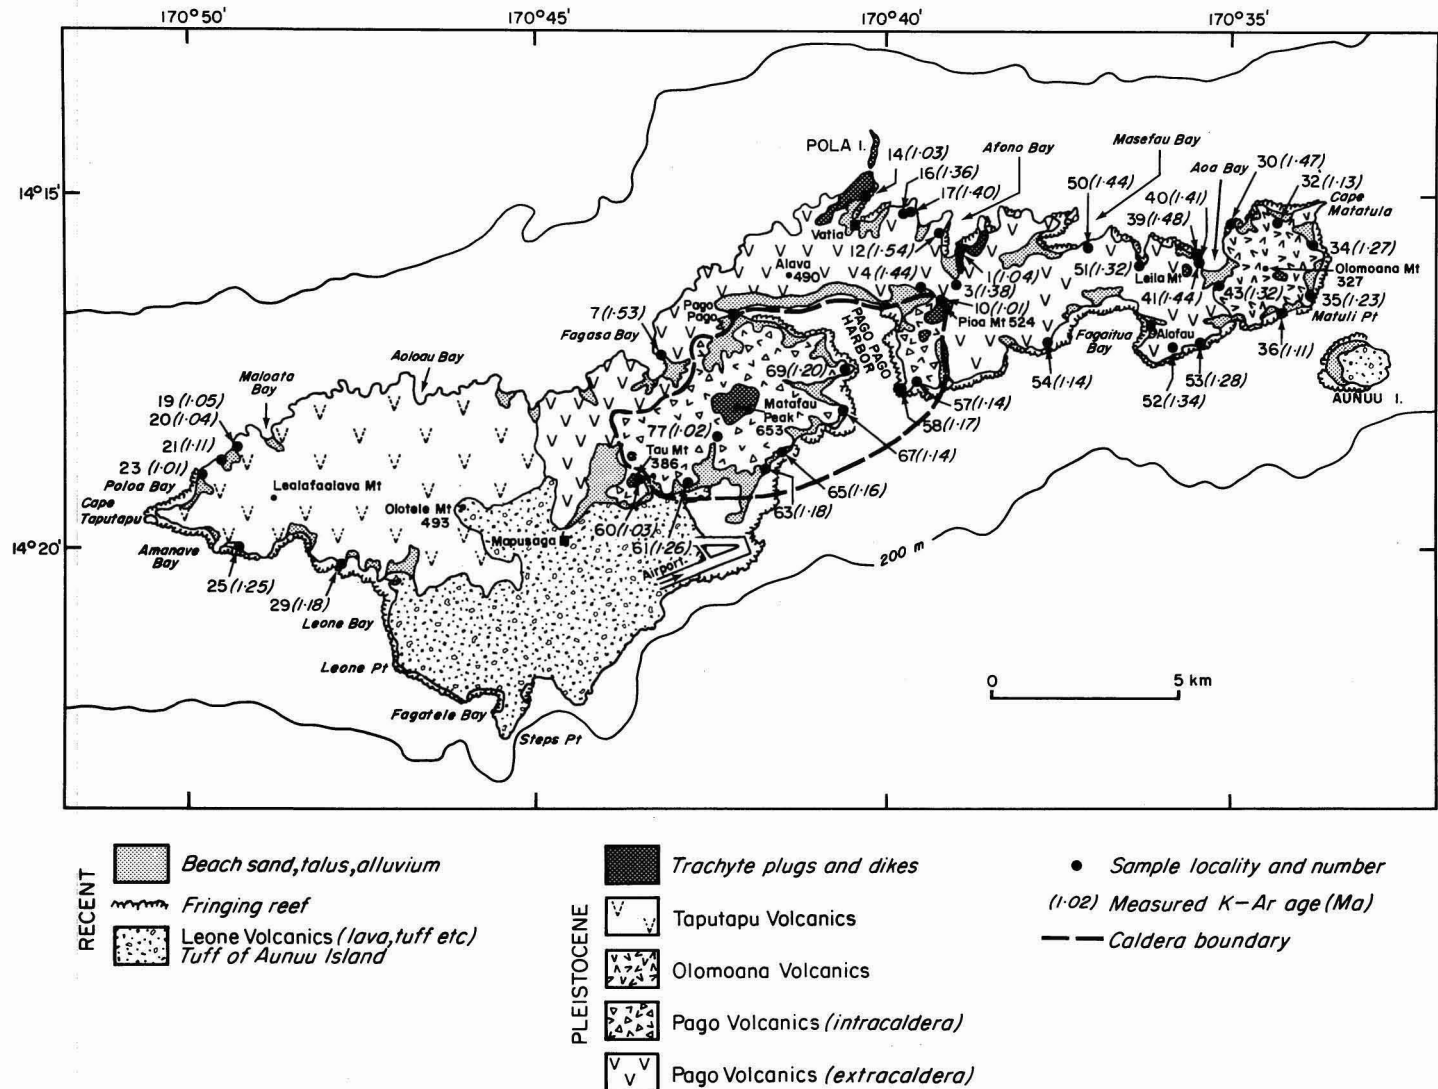 170°50'
170°45'
170°40'
170°35'
14°15'
14°20'
POLA I.
14(1·03)
16(1·36)
17(1·40)
Afono Bay
Masefau Bay
50(1·44)
40(1·41)
39(1·48)
Aoa Bay
30(1·47)
32(1·13)
Cape
Matatula
Vatia
12(1·54)
4(1·44)
Alava
490
1(1·04)
3(1·38)
10(1·01)
Pioa Mt 524
51(1·32)
Leila Mt
41(1·44)
43(1·32)
34(1·27)
Olomoana Mt
327
35(1·23)
Matuli Pt
36(1·11)
7(1·53)
Fagasa Bay
Pago
Pago
PAGO PAGO
HARBOR
Fagaitua
Bay
Alofau
54(1·14)
53(1·28)
52(1·34)
AUNUU I.
Aoloau Bay
Maloata
Bay
19(1·05)
20(1·04)
21(1·11)
23(1·01)
Poloa Bay
Cape
Taputapu
Lealafaalava Mt
69(1·20)
Matafau
Peak
653
77(1·02)
Tau Mt
386
57(1·14)
58(1·17)
67(1·14)
65(1·16)
63(1·18)
Olotele Mt
493
Mapusaga
60(1·03)
61(1·26)
Airport
200 m
Amanave
Bay
25(1·25)
29(1·18)
Leone Bay
Leone Pt
Fagatele Bay
Steps Pt
0
5 km
RECENT
Beach sand,talus,alluvium
Fringing reef
Leone Volcanics (lava,tuff etc)
Tuff of Aunuu Island
PLEISTOCENE
Trachyte plugs and dikes
Taputapu Volcanics
Olomoana Volcanics
Pago Volcanics (intracaldera)
Pago Volcanics (extracaldera)
Sample locality and number
(1·02) Measured K–Ar age (Ma)
Caldera boundary